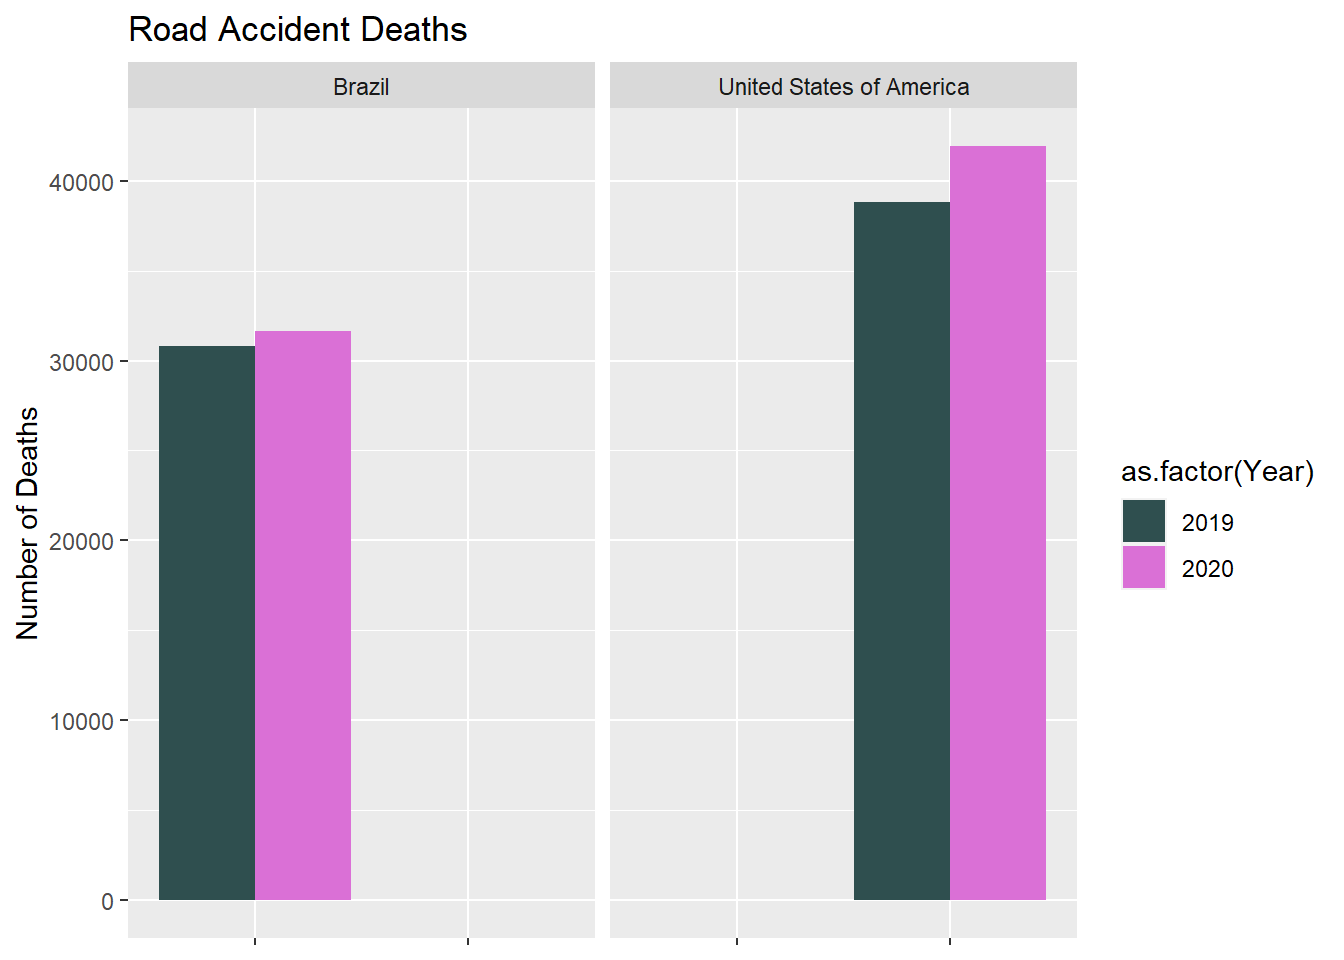 Road Accident Deaths
Brazil
United States of America
40000
30000
20000
10000
0
Number of Deaths
as.factor(Year)
2019
2020